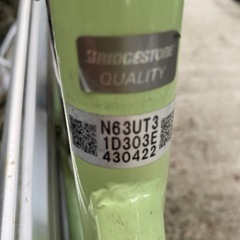 BRIDGESTONE
QUALITY
N63UT3
1D303E
430422